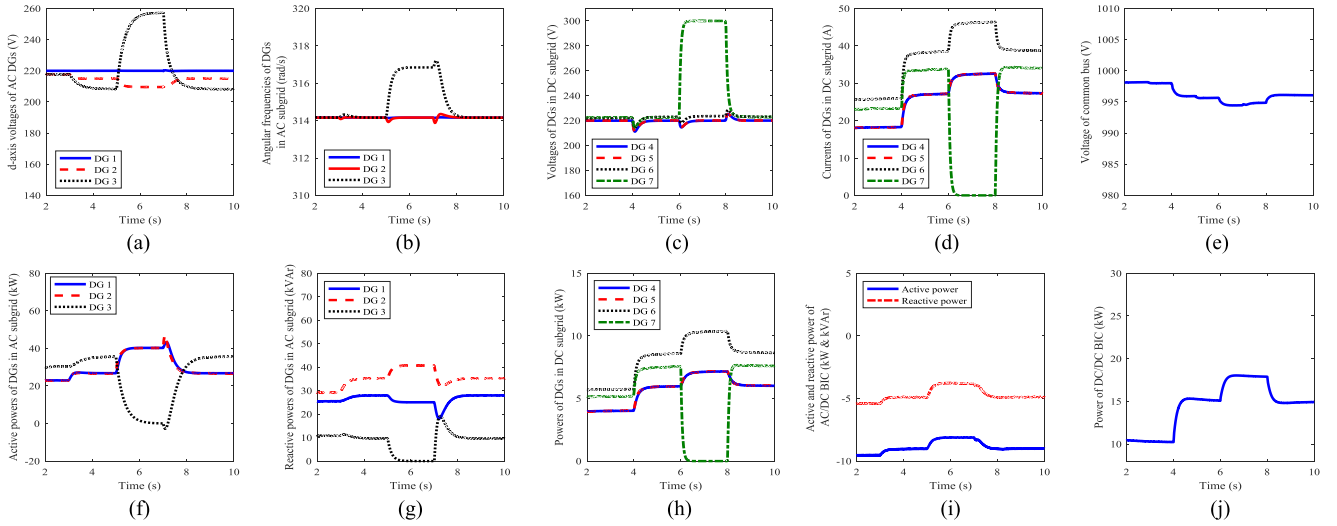 d-axis voltages of AC DGs (V)
260
240
220
200
180
160
140
DG 1
DG 2
DG 3
2 4 6 8 10
Time (s)
(a)
Angular frequencies of DGs
in AC subgrid (rad/s)
320
318
316
314
312
310
DG 1
DG 2
DG 3
2 4 6 8 10
Time (s)
(b)
Voltages of DGs in DC subgrid (V)
300
280
260
240
220
200
180
160
DG 4
DG 5
DG 6
DG 7
2 4 6 8 10
Time (s)
(c)
Currents of DGs in DC subgrid (A)
50
40
30
20
10
0
DG 4
DG 5
DG 6
DG 7
2 4 6 8 10
Time (s)
(d)
Voltage of common bus (V)
1010
1005
1000
995
990
985
980
2 4 6 8 10
Time (s)
(e)
Active powers of DGs in AC subgrid (kW)
80
60
40
20
0
-20
DG 1
DG 2
DG 3
2 4 6 8 10
Time (s)
(f)
Reactive powers of DGs in AC subgrid (kVAr)
80
70
60
50
40
30
20
10
0
DG 1
DG 2
DG 3
2 4 6 8 10
Time (s)
(g)
Powers of DGs in DC subgrid (kW)
15
10
5
0
DG 4
DG 5
DG 6
DG 7
2 4 6 8 10
Time (s)
(h)
Active and reactive power of
AC/DC BIC (kW & kVAr)
5
0
-5
-10
Active power
Reactive power
2 4 6 8 10
Time (s)
(i)
Power of DC/DC BIC (kW)
30
25
20
15
10
2 4 6 8 10
Time (s)
(j)